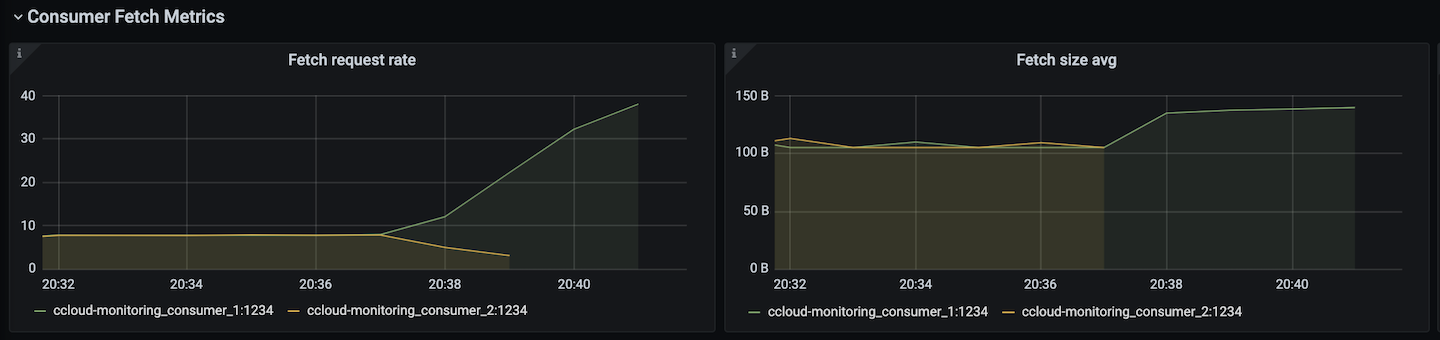 Consumer Fetch Metrics
i
Fetch request rate
40
30
20
10
0
20:32 20:34 20:36 20:38 20:40
ccloud-monitoring_consumer_1:1234 ccloud-monitoring_consumer_2:1234
i
Fetch size avg
150 B
100 B
50 B
0 B
20:32 20:34 20:36 20:38 20:40
ccloud-monitoring_consumer_1:1234 ccloud-monitoring_consumer_2:1234